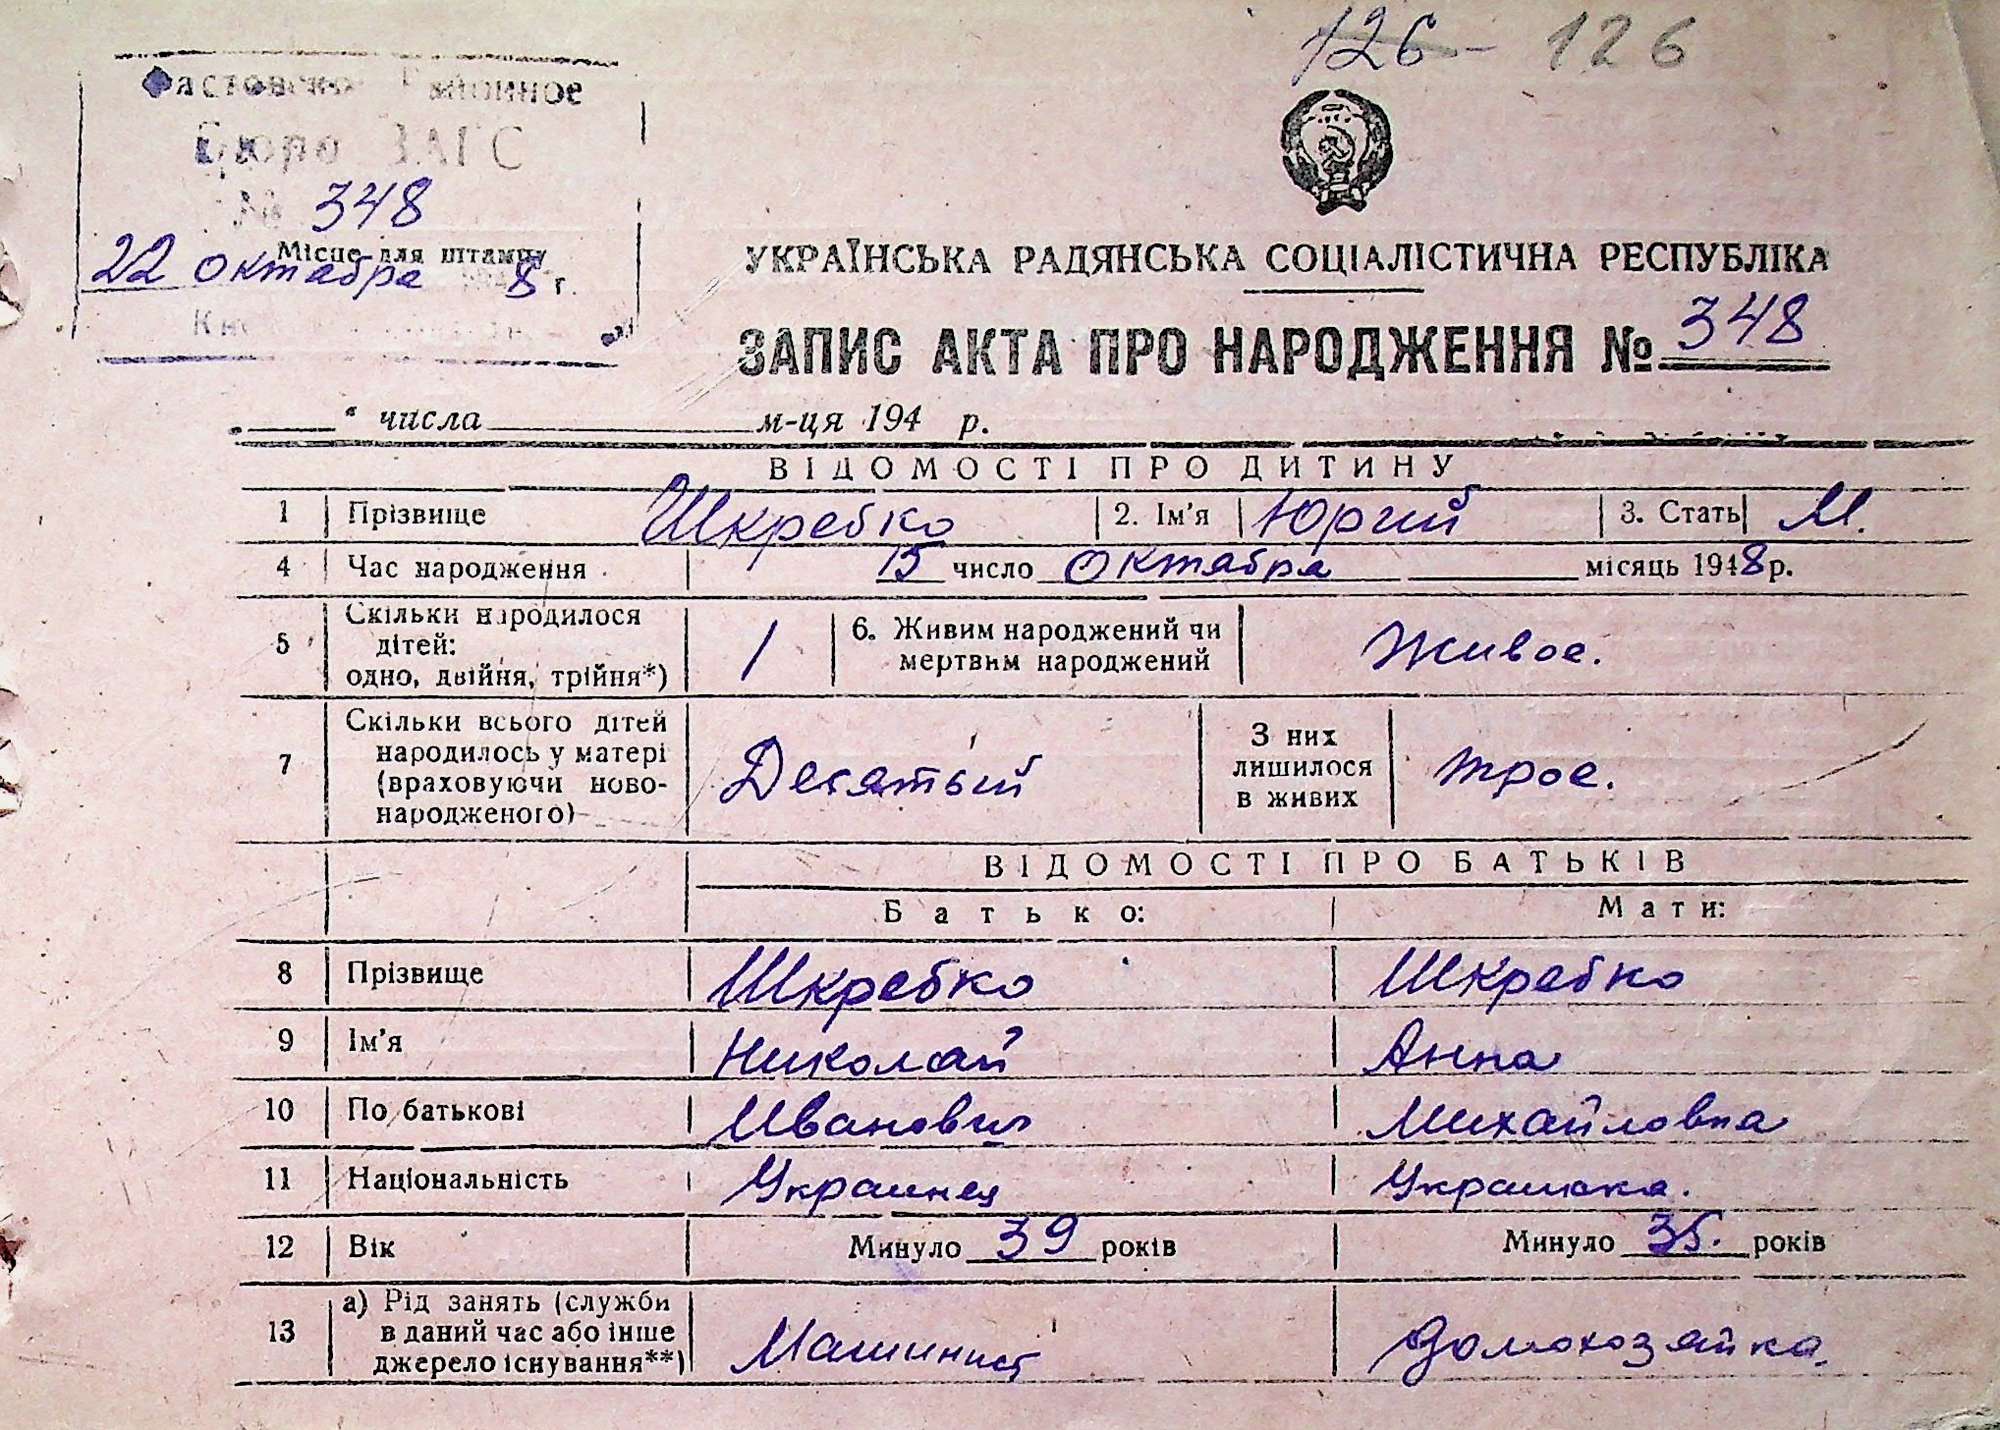 126 - 126
Фастовское Районное
Бюро ЗАГС
№ 348
Місце для штампу
22 октября 8 г.
УКРАЇНСЬКА РАДЯНСЬКА СОЦІАЛІСТИЧНА РЕСПУБЛІКА
ЗАПИС АКТА ПРО НАРОДЖЕННЯ № 348
„ “ числа м-ця 194 р.
ВІДОМОСТІ ПРО ДИТИНУ
1 Прізвище Шкребко 2. Ім'я Юрий 3. Стать М.
4 Час народження 15 число Октября місяць 1948 р.
5 Скільки народилося дітей: одно, двійня, трійня*) 1 6. Живим народжений чи мертвим народжений Живое.
7 Скільки всього дітей народилось у матері (враховуючи ново-народженого) Десятый З них лишилося в живих трое.
ВІДОМОСТІ ПРО БАТЬКІВ
Батько: Мати:
8 Прізвище Шкребко Шкребко
9 Ім'я Николай Анна
10 По батькові Иванович Михайловна
11 Національність Украинец Украинка.
12 Вік Минуло 39 років Минуло 35. років
13 а) Рід занять (служби в даний час або інше джерело існування**) Машинист Домохозяйка.